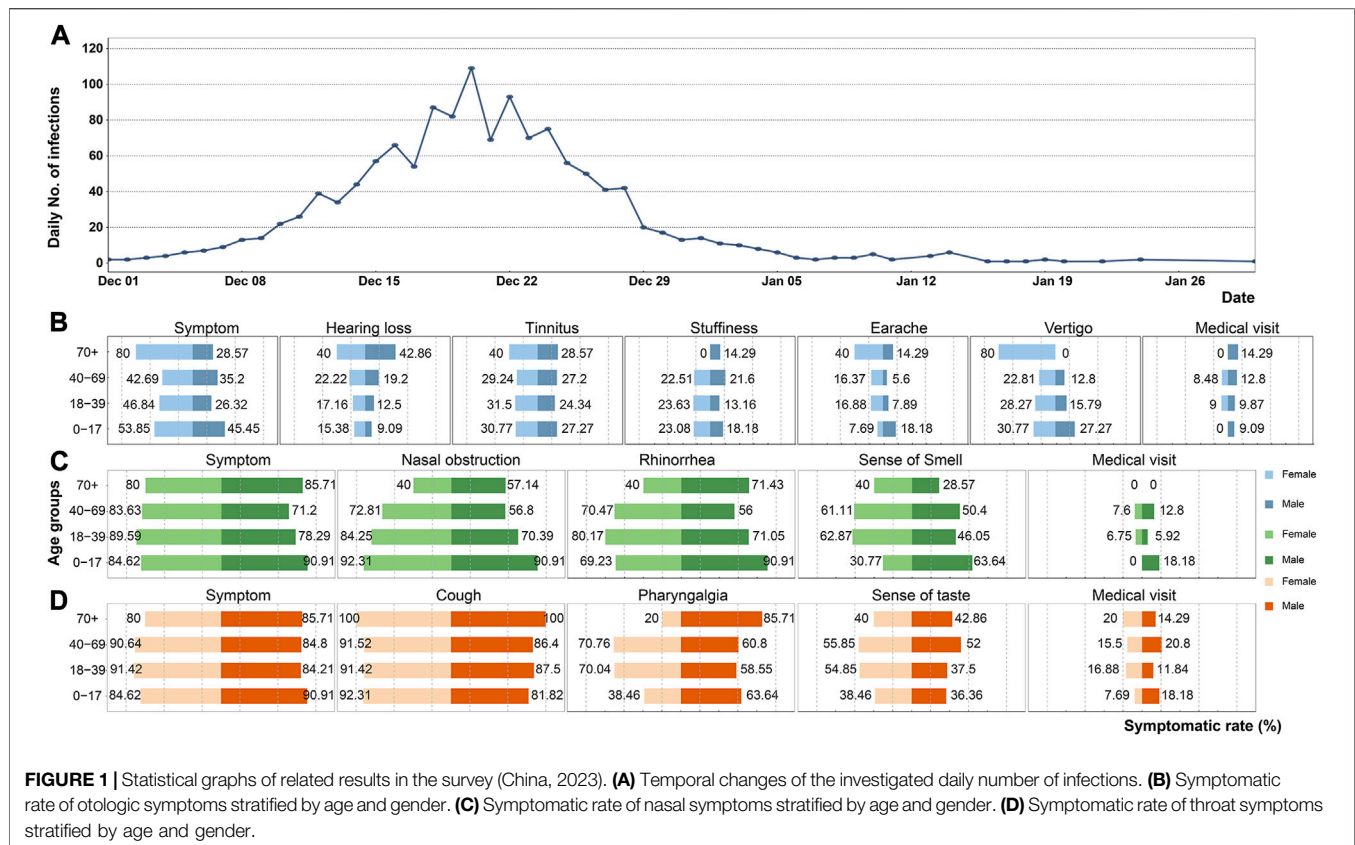 A
120
100
80
60
40
20
0
Daily No. of infections
Dec 01 Dec 08 Dec 15 Dec 22 Dec 29 Jan 05 Jan 12 Jan 19 Jan 26
Date
B
Symptom Hearing loss Tinnitus Stuffiness Earache Vertigo Medical visit
70+ 80 28.57 40 42.86 40 28.57 0 14.29 40 14.29 80 0 0 14.29
40-69 42.69 35.2 22.22 19.2 29.24 27.2 22.51 21.6 16.37 5.6 22.81 12.8 8.48 12.8
18-39 46.84 26.32 17.16 12.5 31.5 24.34 23.63 13.16 16.88 7.89 28.27 15.79 9 9.87
0-17 53.85 45.45 15.38 9.09 30.77 27.27 23.08 18.18 7.69 18.18 30.77 27.27 0 9.09
C
Age groups
Symptom Nasal obstruction Rhinorrhea Sense of Smell Medical visit
70+ 80 85.71 40 57.14 40 71.43 40 28.57 0 0
40-69 83.63 71.2 72.81 56.8 70.47 56 61.11 50.4 7.6 12.8
18-39 89.59 78.29 84.25 70.39 80.17 71.05 62.87 46.05 6.75 5.92
0-17 84.62 90.91 92.31 90.91 69.23 90.91 30.77 63.64 0 18.18
Female
Male
Female
Male
Female
Male
D
Symptom Cough Pharyngalgia Sense of taste Medical visit
70+ 80 85.71 100 100 20 85.71 40 42.86 20 14.29
40-69 90.64 84.8 91.52 86.4 70.76 60.8 55.85 52 15.5 20.8
18-39 91.42 84.21 91.42 87.5 70.04 58.55 54.85 37.5 16.88 11.84
0-17 84.62 90.91 92.31 81.82 38.46 63.64 38.46 36.36 7.69 18.18
Symptomatic rate (%)
FIGURE 1 | Statistical graphs of related results in the survey (China, 2023). (A) Temporal changes of the investigated daily number of infections. (B) Symptomatic
rate of otologic symptoms stratified by age and gender. (C) Symptomatic rate of nasal symptoms stratified by age and gender. (D) Symptomatic rate of throat symptoms
stratified by age and gender.